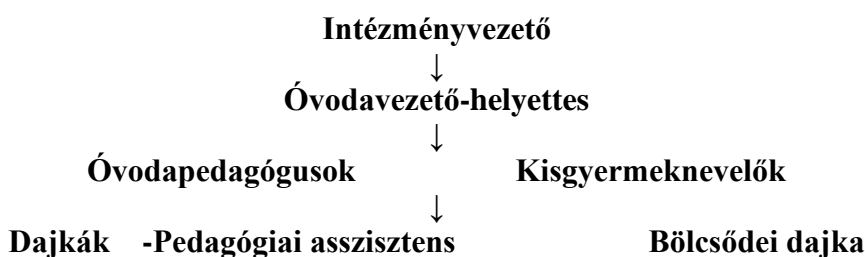 Intézményvezető
↓
Óvodavezető-helyettes
↓
Óvodapedagógusok Kisgyermeknevelők
↓
Dajkák -Pedagógiai asszisztens Bölcsődei dajka